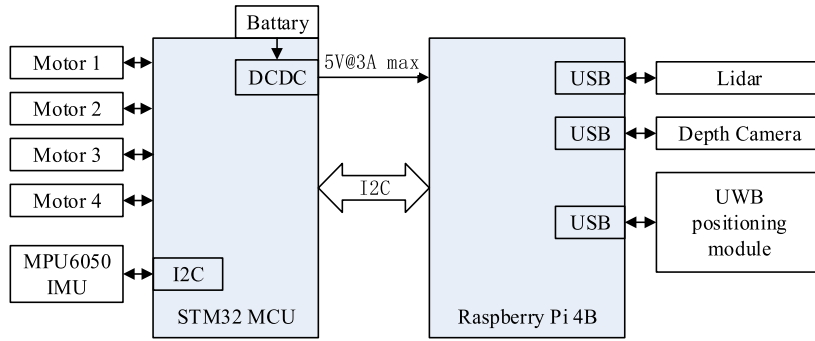 Battary
Motor 1
DCDC
5V@3A max
USB
Lidar
Motor 2
USB
Depth Camera
Motor 3
Motor 4
I2C
USB
UWB
positioning
module
MPU6050
IMU
I2C
STM32 MCU
Raspberry Pi 4B